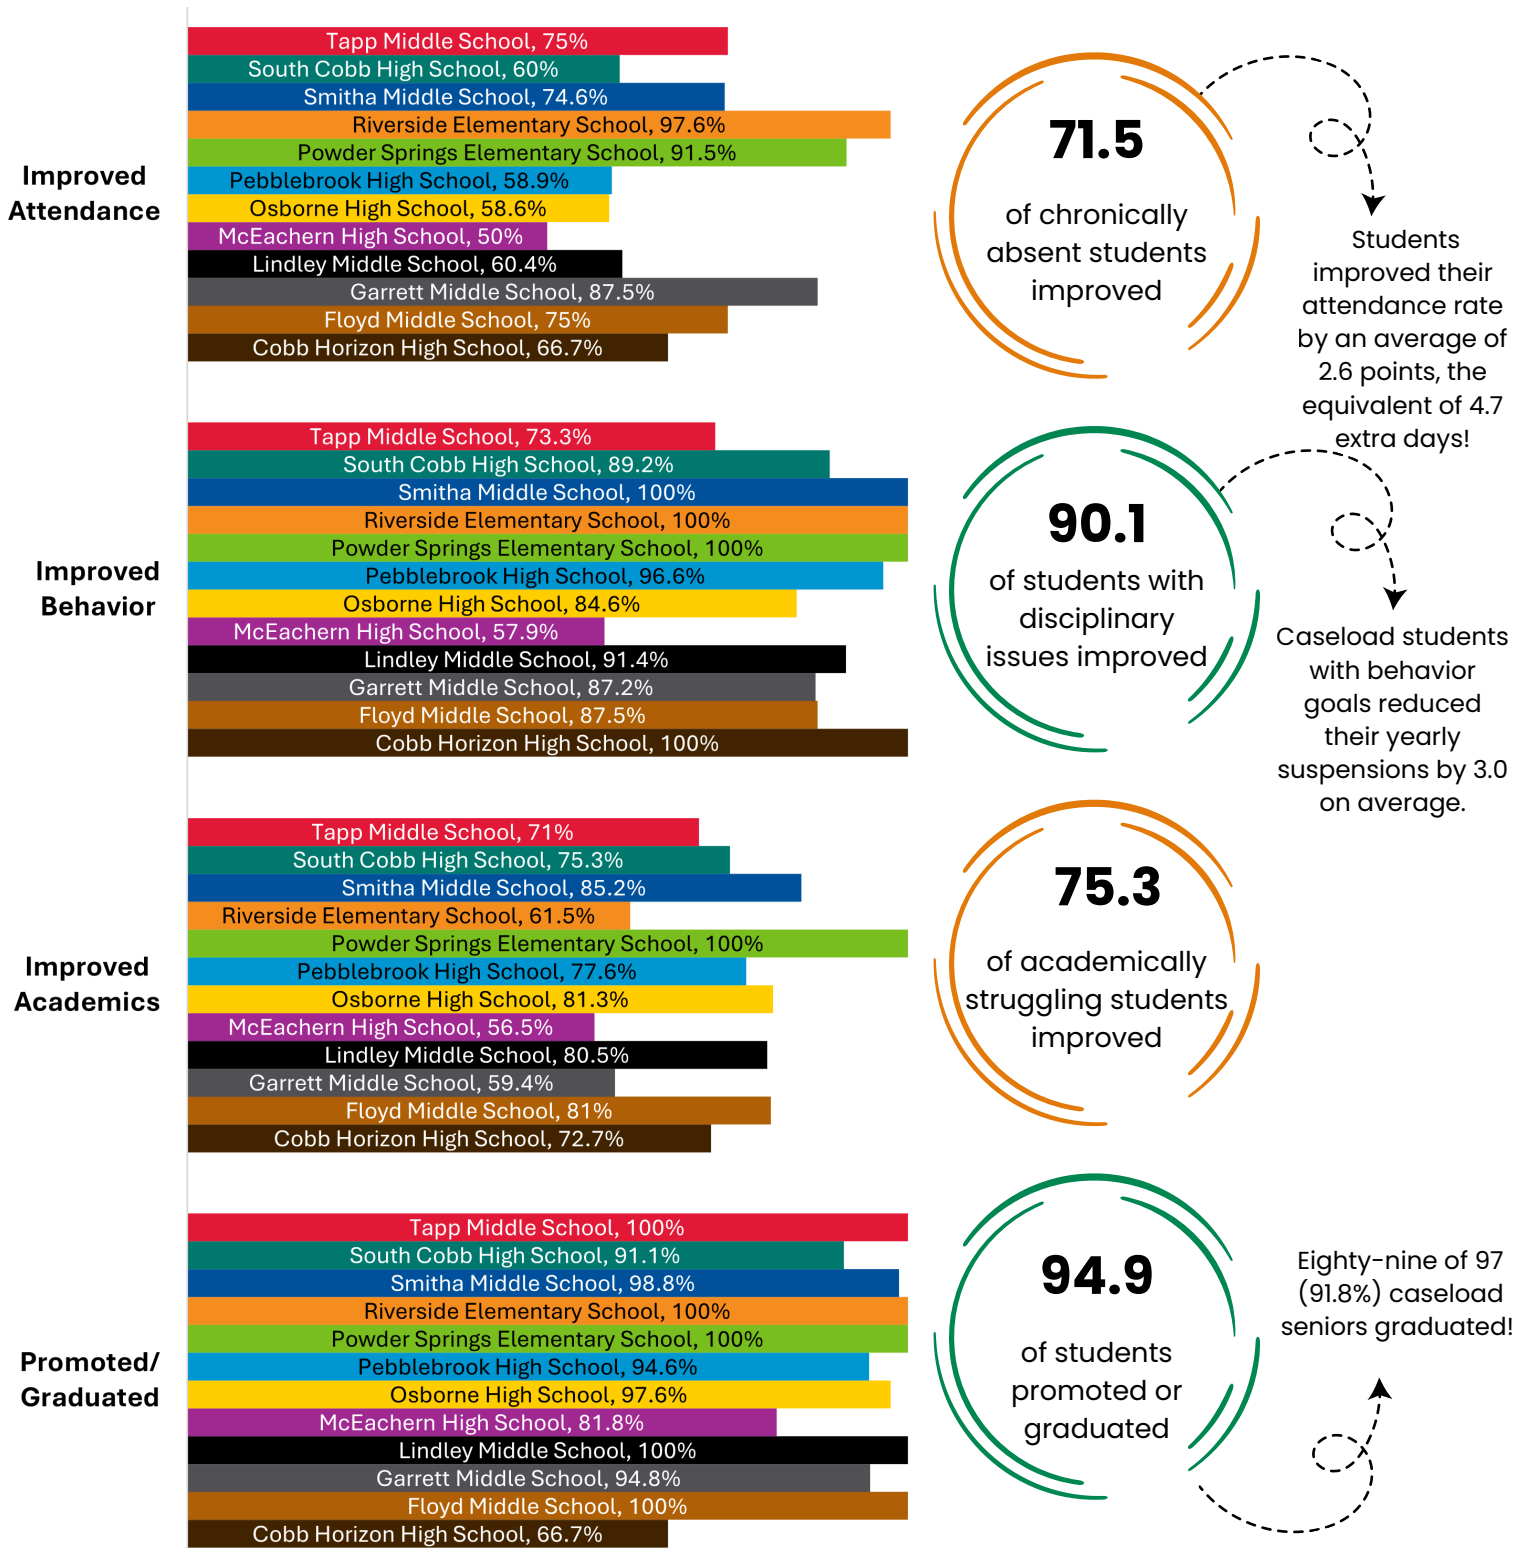 Improved
Attendance
Tapp Middle School, 75%
South Cobb High School, 60%
Smitha Middle School, 74.6%
Riverside Elementary School, 97.6%
Powder Springs Elementary School, 91.5%
Pebblebrook High School, 58.9%
Osborne High School, 58.6%
McEachern High School, 50%
Lindley Middle School, 60.4%
Garrett Middle School, 87.5%
Floyd Middle School, 75%
Cobb Horizon High School, 66.7%
71.5
of chronically
absent students
improved
Students
improved their
attendance rate
by an average of
2.6 points, the
equivalent of 4.7
extra days!
Improved
Behavior
Tapp Middle School, 73.3%
South Cobb High School, 89.2%
Smitha Middle School, 100%
Riverside Elementary School, 100%
Powder Springs Elementary School, 100%
Pebblebrook High School, 96.6%
Osborne High School, 84.6%
McEachern High School, 57.9%
Lindley Middle School, 91.4%
Garrett Middle School, 87.2%
Floyd Middle School, 87.5%
Cobb Horizon High School, 100%
90.1
of students with
disciplinary
issues improved
Caseload students
with behavior
goals reduced
their yearly
suspensions by 3.0
on average.
Improved
Academics
Tapp Middle School, 71%
South Cobb High School, 75.3%
Smitha Middle School, 85.2%
Riverside Elementary School, 61.5%
Powder Springs Elementary School, 100%
Pebblebrook High School, 77.6%
Osborne High School, 81.3%
McEachern High School, 56.5%
Lindley Middle School, 80.5%
Garrett Middle School, 59.4%
Floyd Middle School, 81%
Cobb Horizon High School, 72.7%
75.3
of academically
struggling students
improved
Promoted/
Graduated
Tapp Middle School, 100%
South Cobb High School, 91.1%
Smitha Middle School, 98.8%
Riverside Elementary School, 100%
Powder Springs Elementary School, 100%
Pebblebrook High School, 94.6%
Osborne High School, 97.6%
McEachern High School, 81.8%
Lindley Middle School, 100%
Garrett Middle School, 94.8%
Floyd Middle School, 100%
Cobb Horizon High School, 66.7%
94.9
of students
promoted or
graduated
Eighty-nine of 97
(91.8%) caseload
seniors graduated!